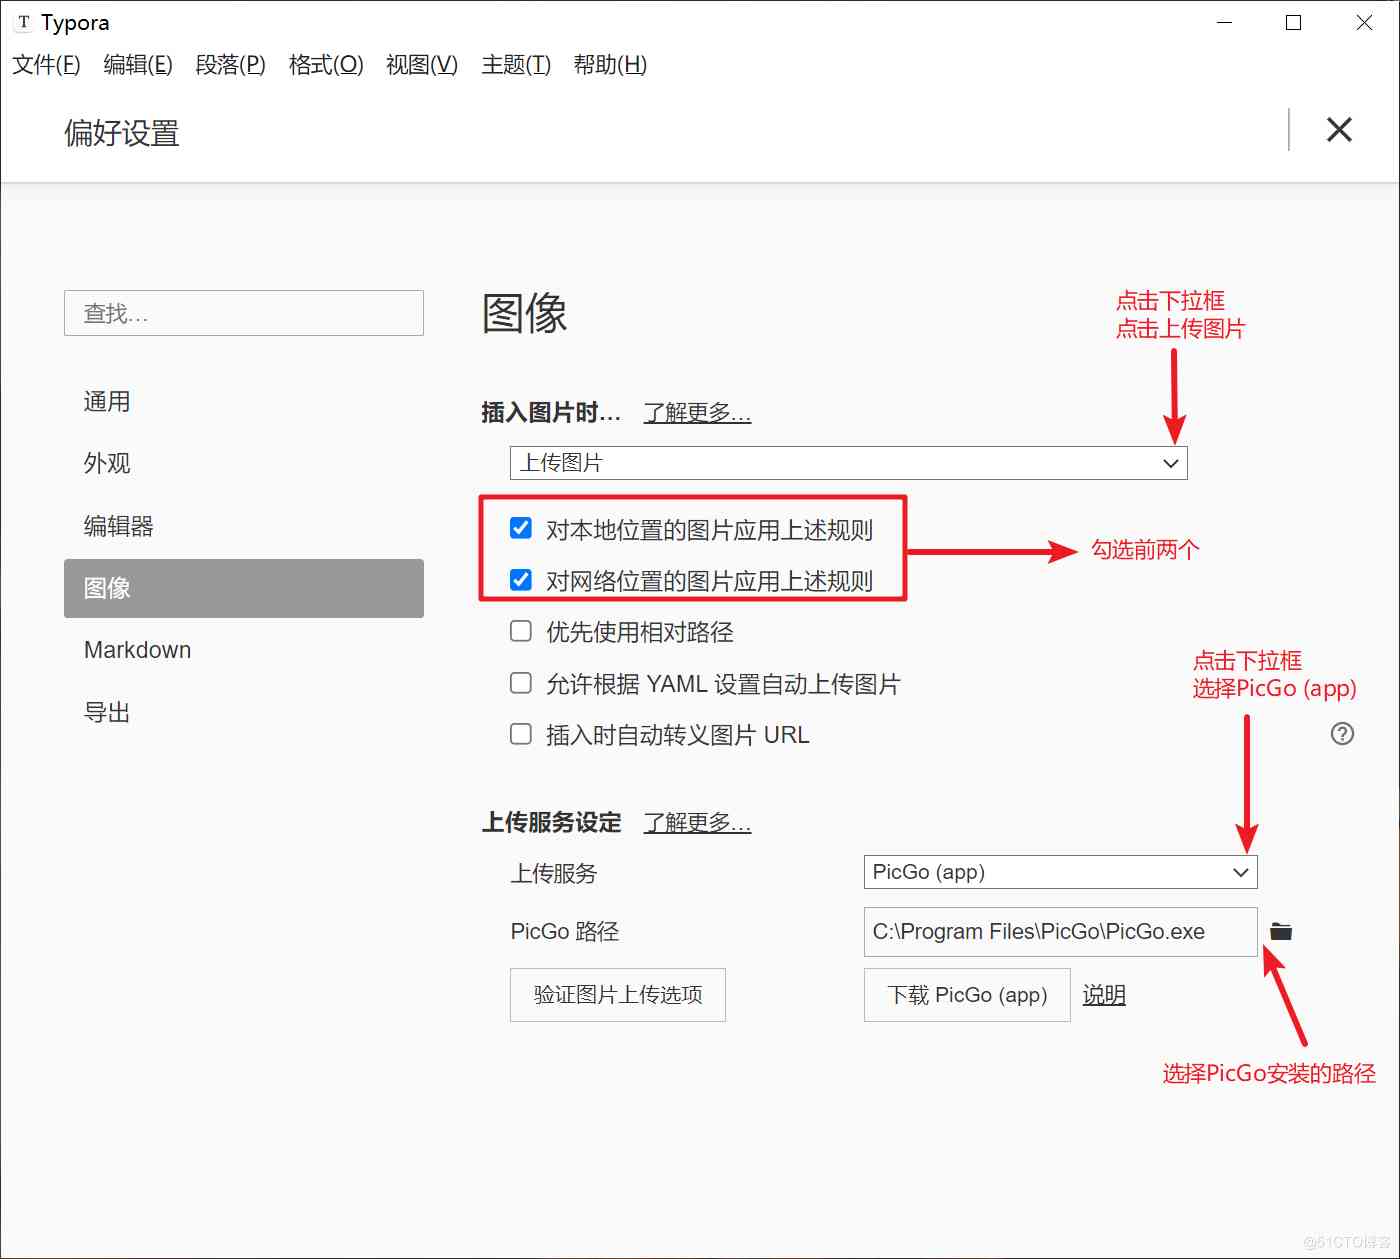 T Typora
文件(F) 编辑(E) 段落(P) 格式(O) 视图(V) 主题(T) 帮助(H)
偏好设置
查找...
通用
外观
编辑器
图像
Markdown
导出
图像
点击下拉框
点击上传图片
插入图片时... 了解更多...
上传图片
对本地位置的图片应用上述规则
对网络位置的图片应用上述规则
勾选前两个
优先使用相对路径
允许根据 YAML 设置自动上传图片
插入时自动转义图片 URL
?
点击下拉框
选择PicGo (app)
上传服务设定 了解更多...
上传服务 PicGo (app)
PicGo 路径 C:\Program Files\PicGo\PicGo.exe
验证图片上传选项 下载 PicGo (app) 说明
选择PicGo安装的路径
@51CTO博客